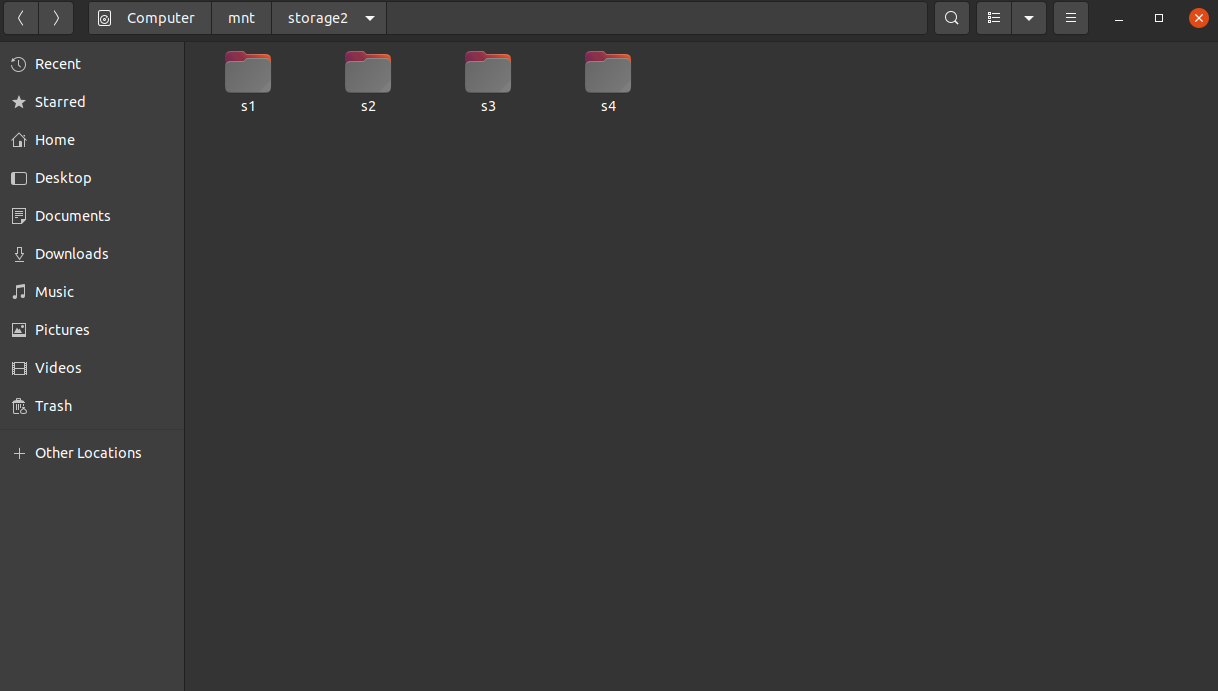 Computer mnt storage2
Recent
Starred
Home
Desktop
Documents
Downloads
Music
Pictures
Videos
Trash
Other Locations
s1 s2 s3 s4